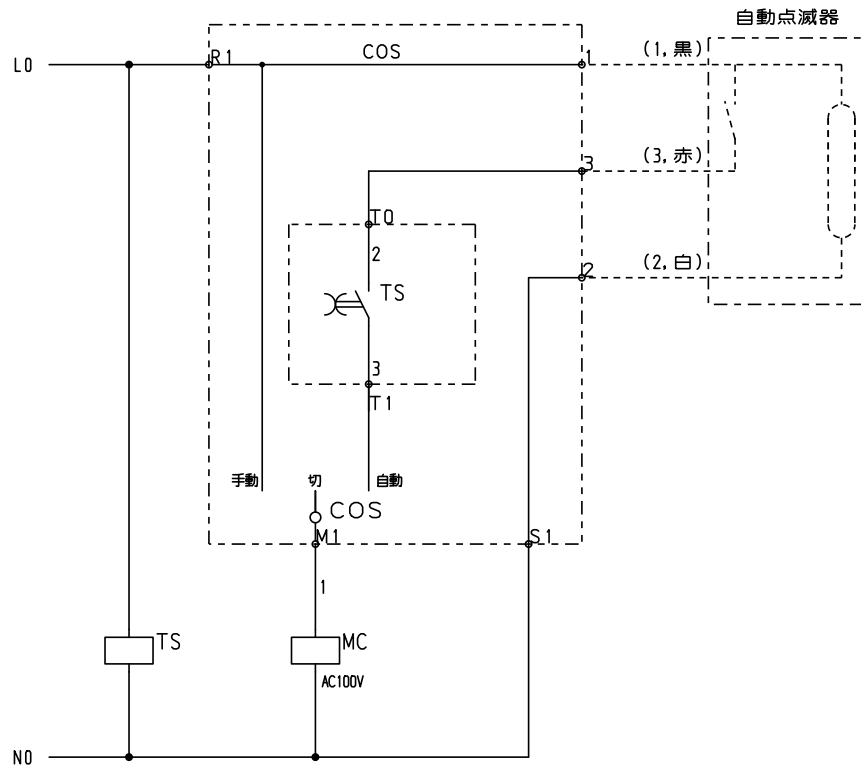 自動点滅器
L0
R1
COS
1
(1, 黒)
3
(3, 赤)
T0
2
(2, 白)
2
TS
3
T1
手動
切
自動
COS
M1
S1
1
TS
MC
AC100V
N0